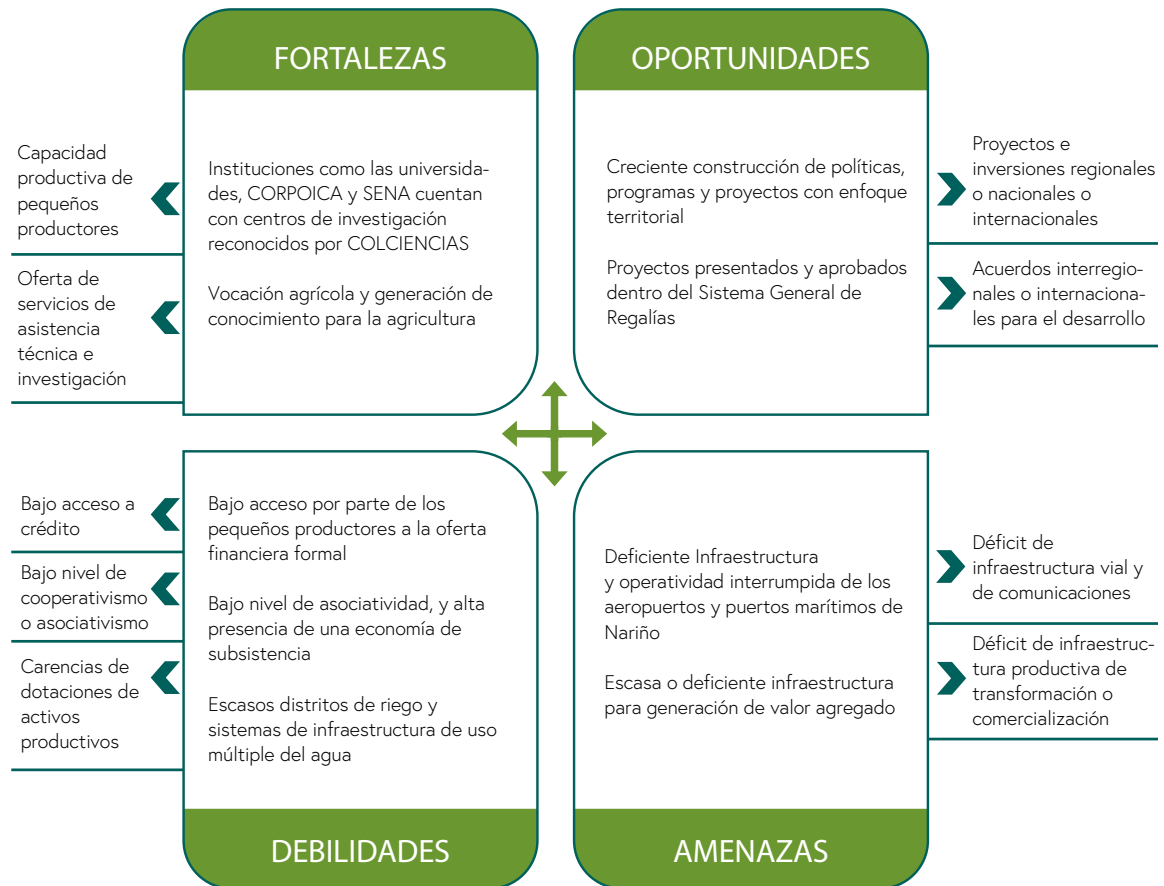 FORTALEZAS
Capacidad
productiva de
pequeños
productores
Oferta de
servicios de
asistencia
técnica e
investigación
Instituciones como las universida-
des, CORPOICA y SENA cuentan
con centros de investigación
reconocidos por COLCIENCIAS
Vocación agrícola y generación de
conocimiento para la agricultura
OPORTUNIDADES
Creciente construcción de políticas,
programas y proyectos con enfoque
territorial
Proyectos presentados y aprobados
dentro del Sistema General de
Regalías
Proyectos e
inversiones regionales
o nacionales o
internacionales
Acuerdos interregio-
nales o internaciona-
les para el desarrollo
Bajo acceso a
crédito
Bajo nivel de
cooperativismo
o asociativismo
Carencias de
dotaciones de
activos
productivos
Bajo acceso por parte de los
pequeños productores a la oferta
financiera formal
Bajo nivel de asociatividad, y alta
presencia de una economía de
subsistencia
Escasos distritos de riego y
sistemas de infraestructura de uso
múltiple del agua
DEBILIDADES
Deficiente Infraestructura
y operatividad interrumpida de los
aeropuertos y puertos marítimos de
Nariño
Escasa o deficiente infraestructura
para generación de valor agregado
Déficit de
infraestructura vial y
de comunicaciones
Déficit de infraestruc-
tura productiva de
transformación o
comercialización
AMENAZAS